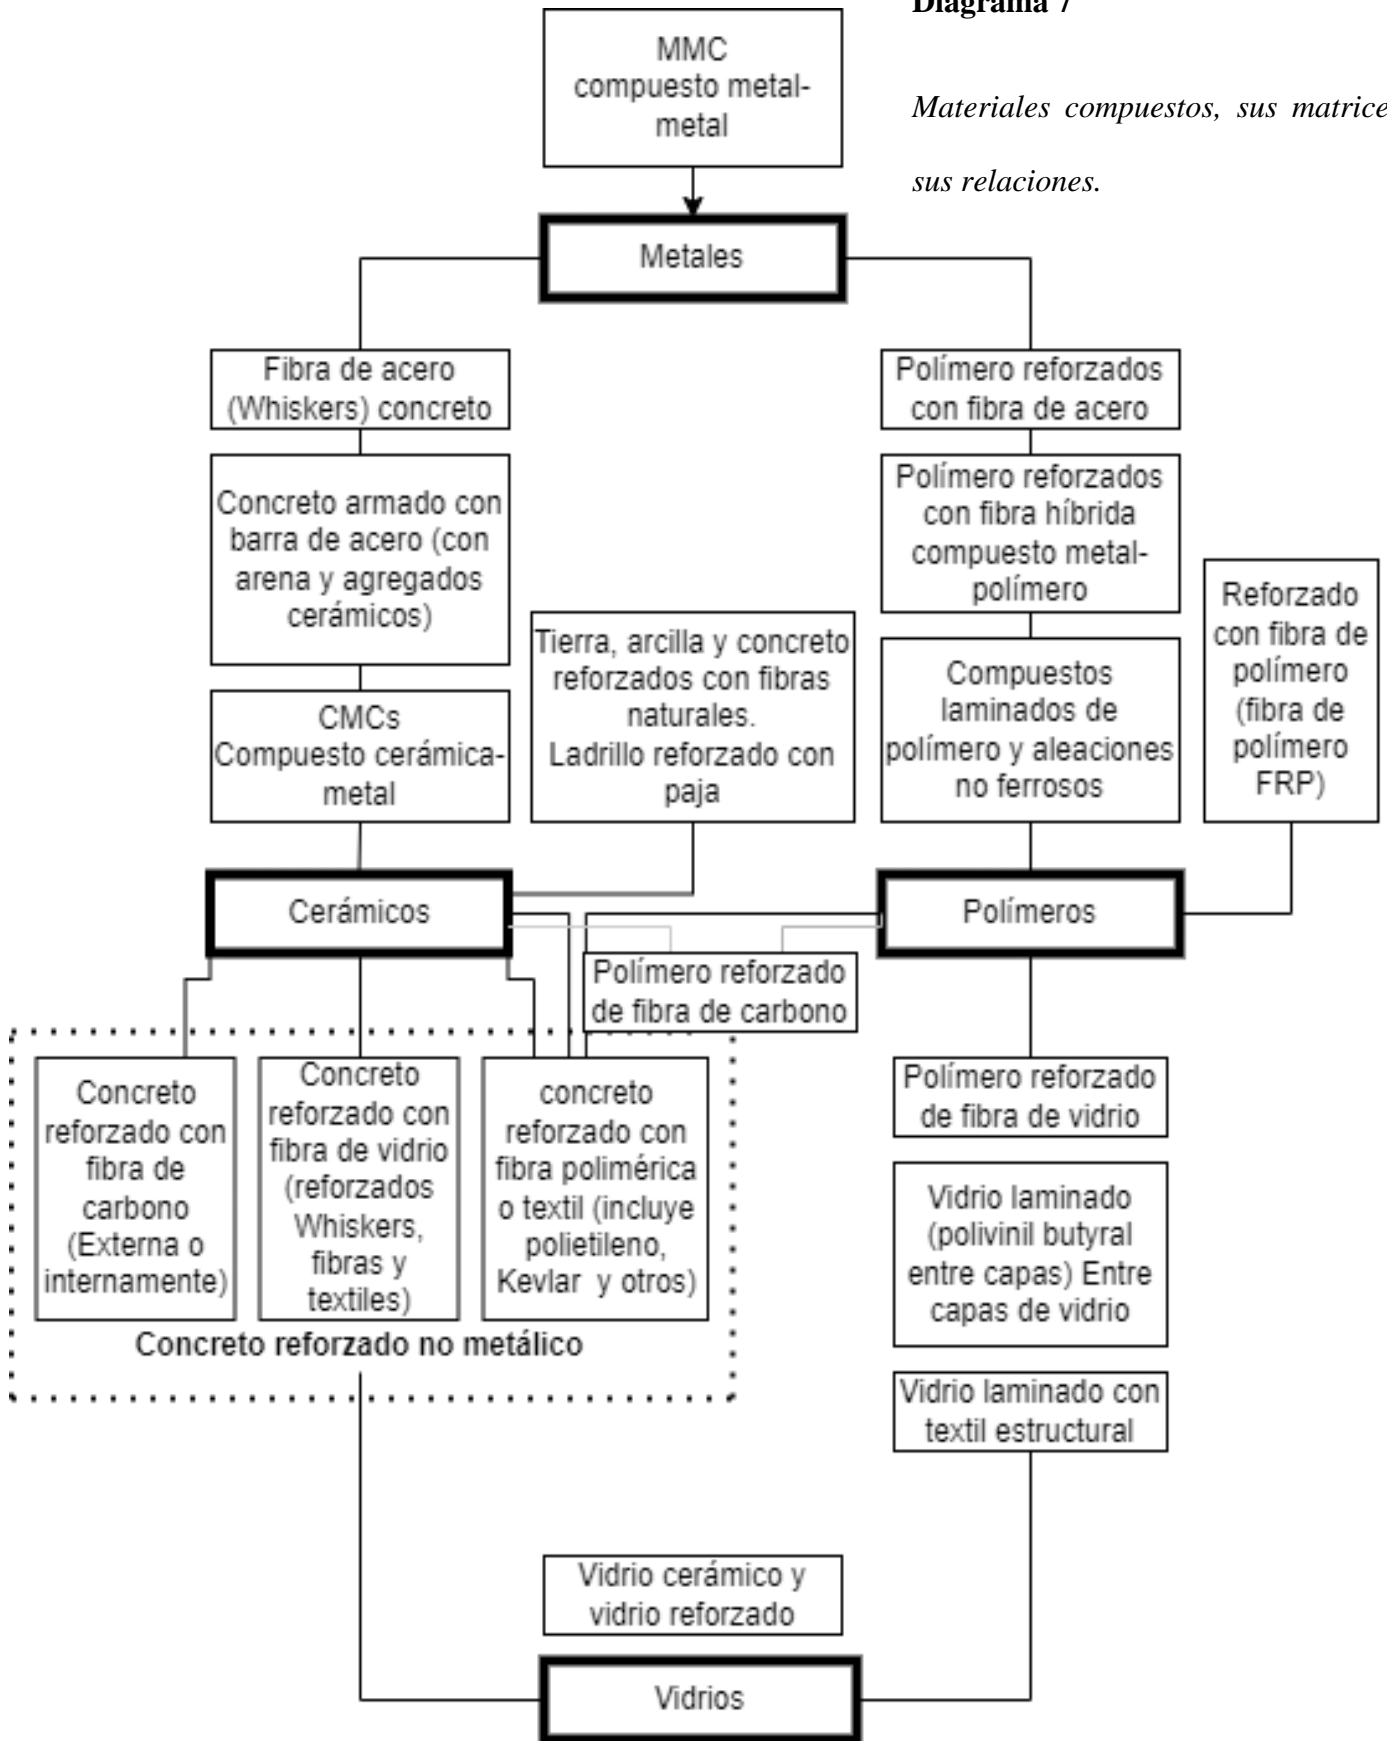 Diagrama 7
Materiales compuestos, sus matrice
sus relaciones.
MMC
compuesto metal-
metal
Metales
Fibra de acero
(Whiskers) concreto
Polímero reforzados
con fibra de acero
Concreto armado con
barra de acero (con
arena y agregados
cerámicos)
Polímero reforzados
con fibra híbrida
compuesto metal-
polímero
Reforzado
con fibra de
polímero
(fibra de
polímero
FRP)
Tierra, arcilla y concreto
reforzados con fibras
naturales.
Ladrillo reforzado con
paja
CMCs
Compuesto cerámica-
metal
Compuestos
laminados de
polímero y aleaciones
no ferrosos
Cerámicos
Polímeros
Polímero reforzado
de fibra de carbono
Concreto
reforzado con
fibra de
carbono
(Externa o
internamente)
Concreto
reforzado con
fibra de vidrio
(reforzados
Whiskers,
fibras y
textiles)
concreto
reforzado con
fibra polimérica
o textil (incluye
polietileno,
Kevlar y otros)
Concreto reforzado no metálico
Polímero reforzado
de fibra de vidrio
Vidrio laminado
(polivinil butyral
entre capas) Entre
capas de vidrio
Vidrio laminado con
textil estructural
Vidrio cerámico y
vidrio reforzado
Vidrios